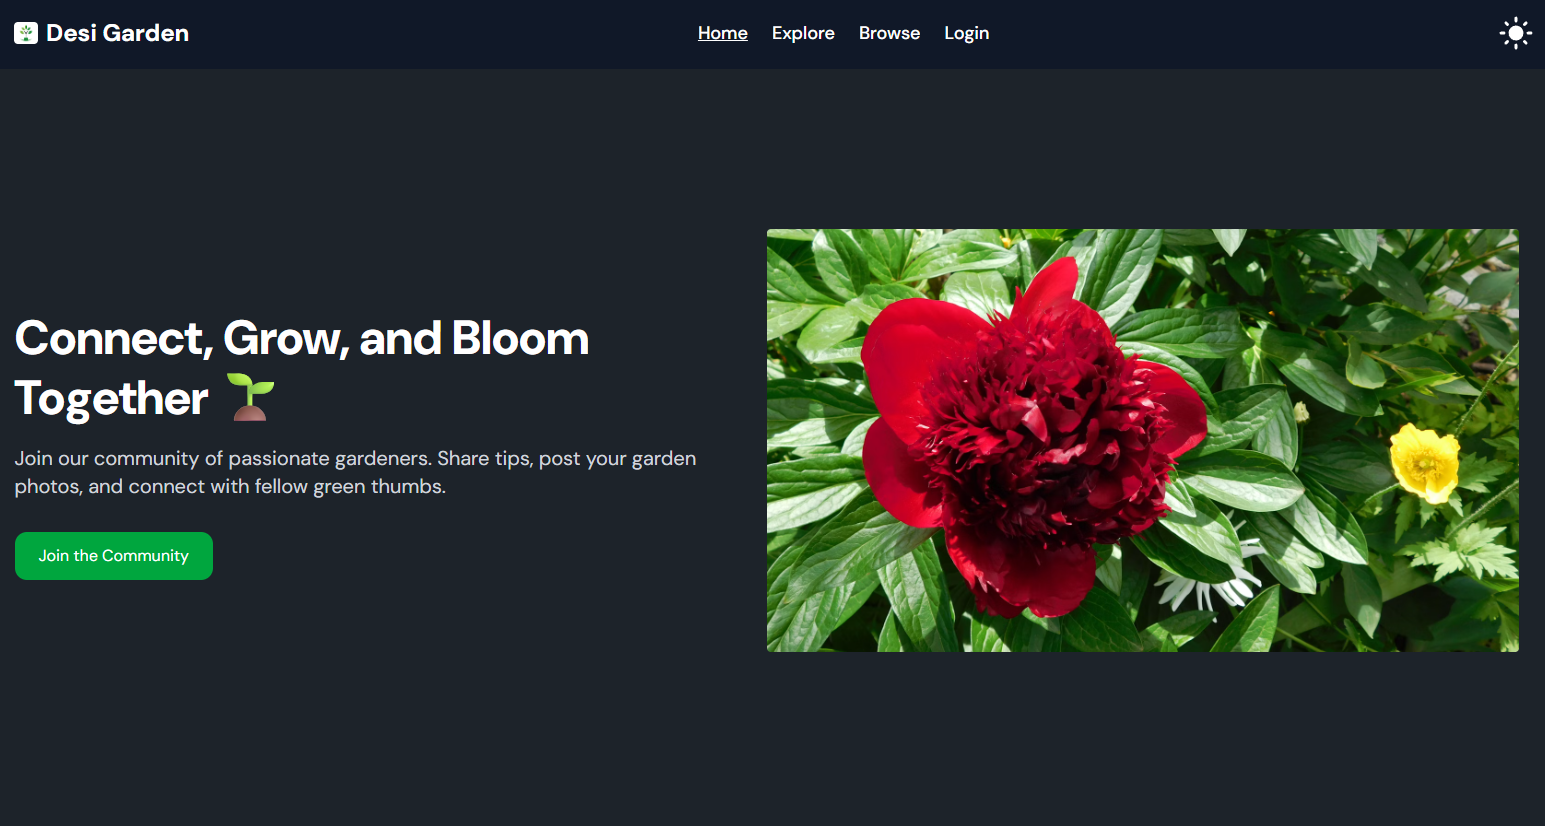 Desi Garden
Home Explore Browse Login
Connect, Grow, and Bloom
Together 🌱
Join our community of passionate gardeners. Share tips, post your garden
photos, and connect with fellow green thumbs.
Join the Community